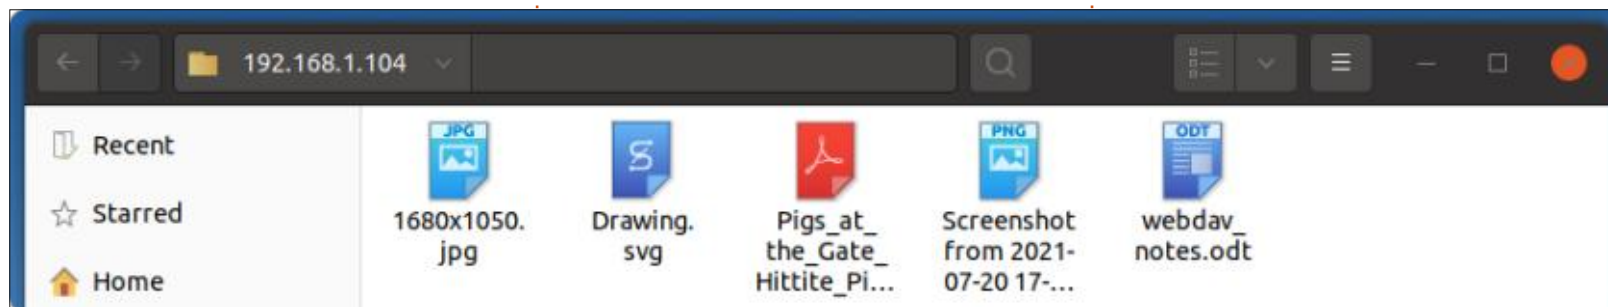 192.168.1.104
Recent
Starred
Home
JPG
1680x1050.
jpg
Drawing.
svg
Pigs_at_
the_Gate_
Hittite_Pi...
PNG
Screenshot
from 2021-
07-20 17-...
ODT
webdav_
notes.odt